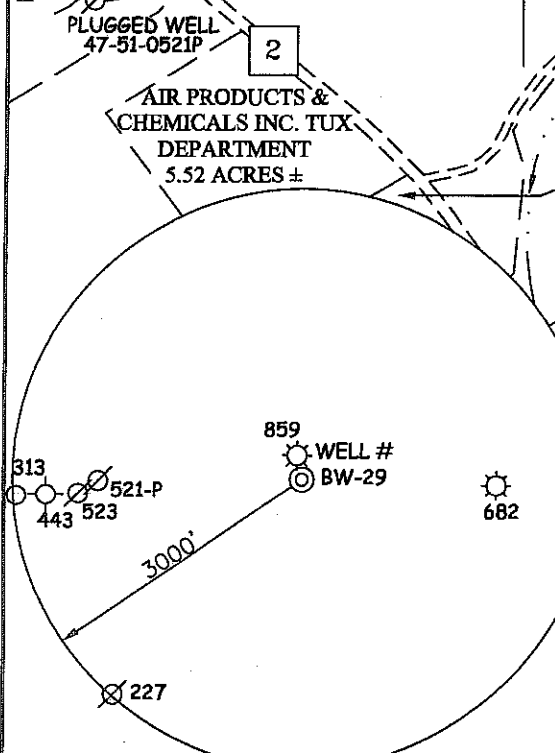 PLUGGED WELL
47-51-0521P
2
AIR PRODUCTS &
CHEMICALS INC. TUX
DEPARTMENT
5.52 ACRES ±
859
WELL #
BW-29
313
443
523
521-P
682
3000'
227